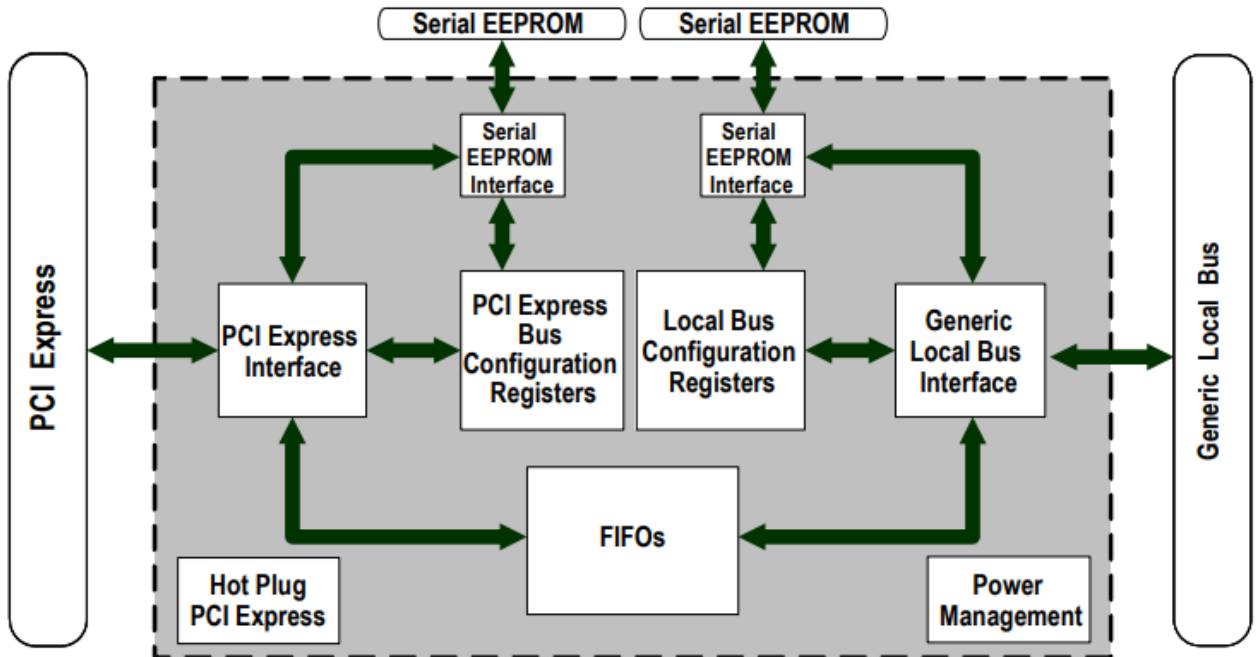 Serial EEPROM
Serial EEPROM
Serial
EEPROM
Interface
Serial
EEPROM
Interface
PCI Express
PCI Express
Interface
PCI Express
Bus
Configuration
Registers
Local Bus
Configuration
Registers
Generic
Local Bus
Interface
Generic Local Bus
FIFOs
Hot Plug
PCI Express
Power
Management